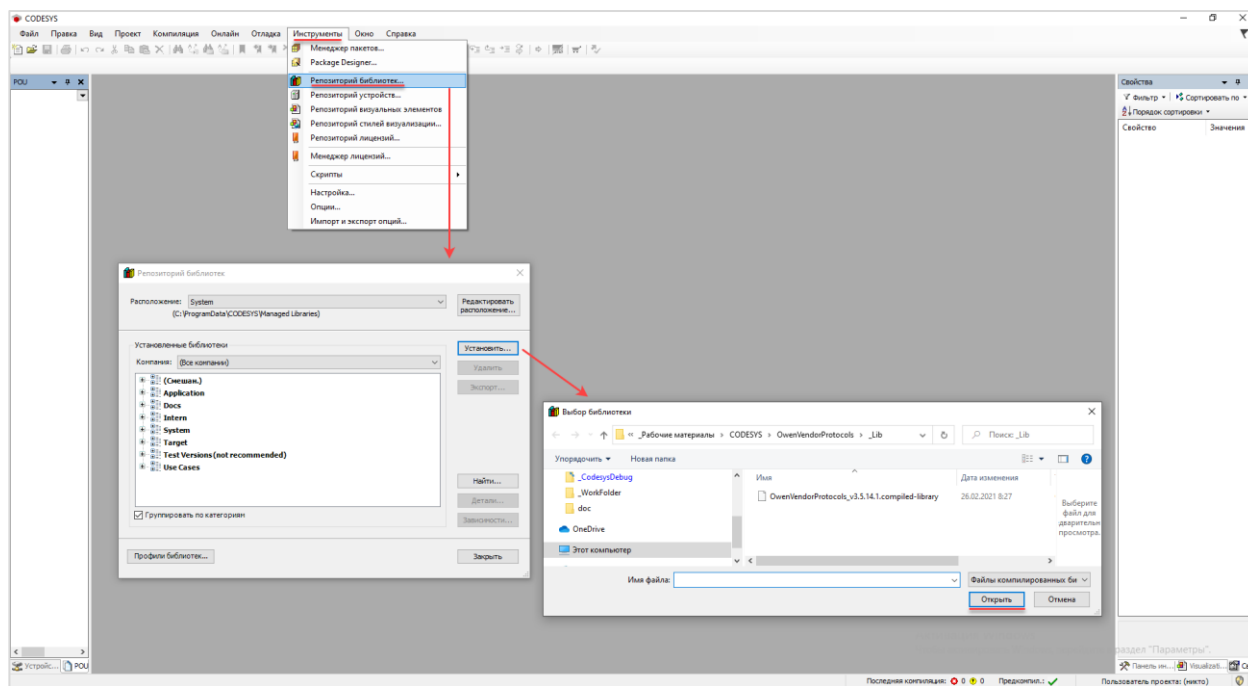 CODESYS
Файл Правка Вид Проект Компиляция Онлайн Отладка Инструменты Окно Справка
Менеджер пакетов...
Package Designer...
Репозиторий библиотек...
Репозиторий устройств...
Репозиторий визуальных элементов
Репозиторий стилей визуализации...
Репозиторий лицензий...
Менеджер лицензий...
Скрипты
Настройка...
Опции...
Импорт и экспорт опций...
POU
Свойства
Фильтр Сортировать по
Порядок сортировки
Свойство Значения
Репозиторий библиотек
Расположение: System
(C:\ProgramData\CODESYS\Managed Libraries)
Редактировать
расположение...
Установленные библиотеки
Компания: (Все компании)
(Смешан.)
Application
Docs
Intern
System
Target
Test Versions(not recommended)
Use Cases
Установить...
Удалить
Экспорт...
Найти...
Детали...
Зависимости...
Группировать по категориям
Профили библиотек...
Закрыть
Выбор библиотеки
« _Рабочие материалы > CODESYS > OwenVendorProtocols > _Lib
Поиск: _Lib
Упорядочить Новая папка
_CodesysDebug
_WorkFolder
doc
OneDrive
Этот компьютер
Имя Дата изменения
OwenVendorProtocols_v3.5.14.1.compiled-library 26.02.2021 8:27
Выберите
файл для
дварительн
просмотра.
Имя файла:
Файлы компилированных би
Открыть Отмена
раздел "Параметры".
Устройс... POU
Панель ин... Visualizati...
Последняя компиляция: 0 0 Предкомпил.: Пользователь проекта: (никто)